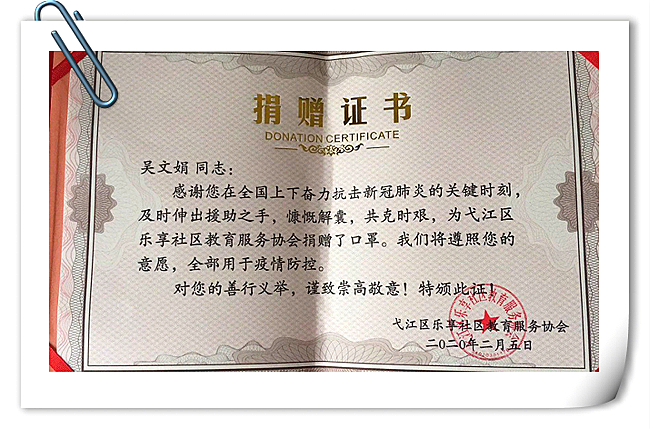 捐赠证书
DONATION CERTIFICATE
吴文娟 同志：
感谢您在全国上下奋力抗击新冠肺炎的关键时刻，
及时伸出援助之手，慷慨解囊，共克时艰，为弋江区
乐享社区教育服务协会捐赠了口罩。我们将遵照您的
意愿，全部用于疫情防控。
对您的善行义举，谨致崇高敬意！特颁此证！
弋江区乐享社区教育服务协会
二〇二〇年二月五日